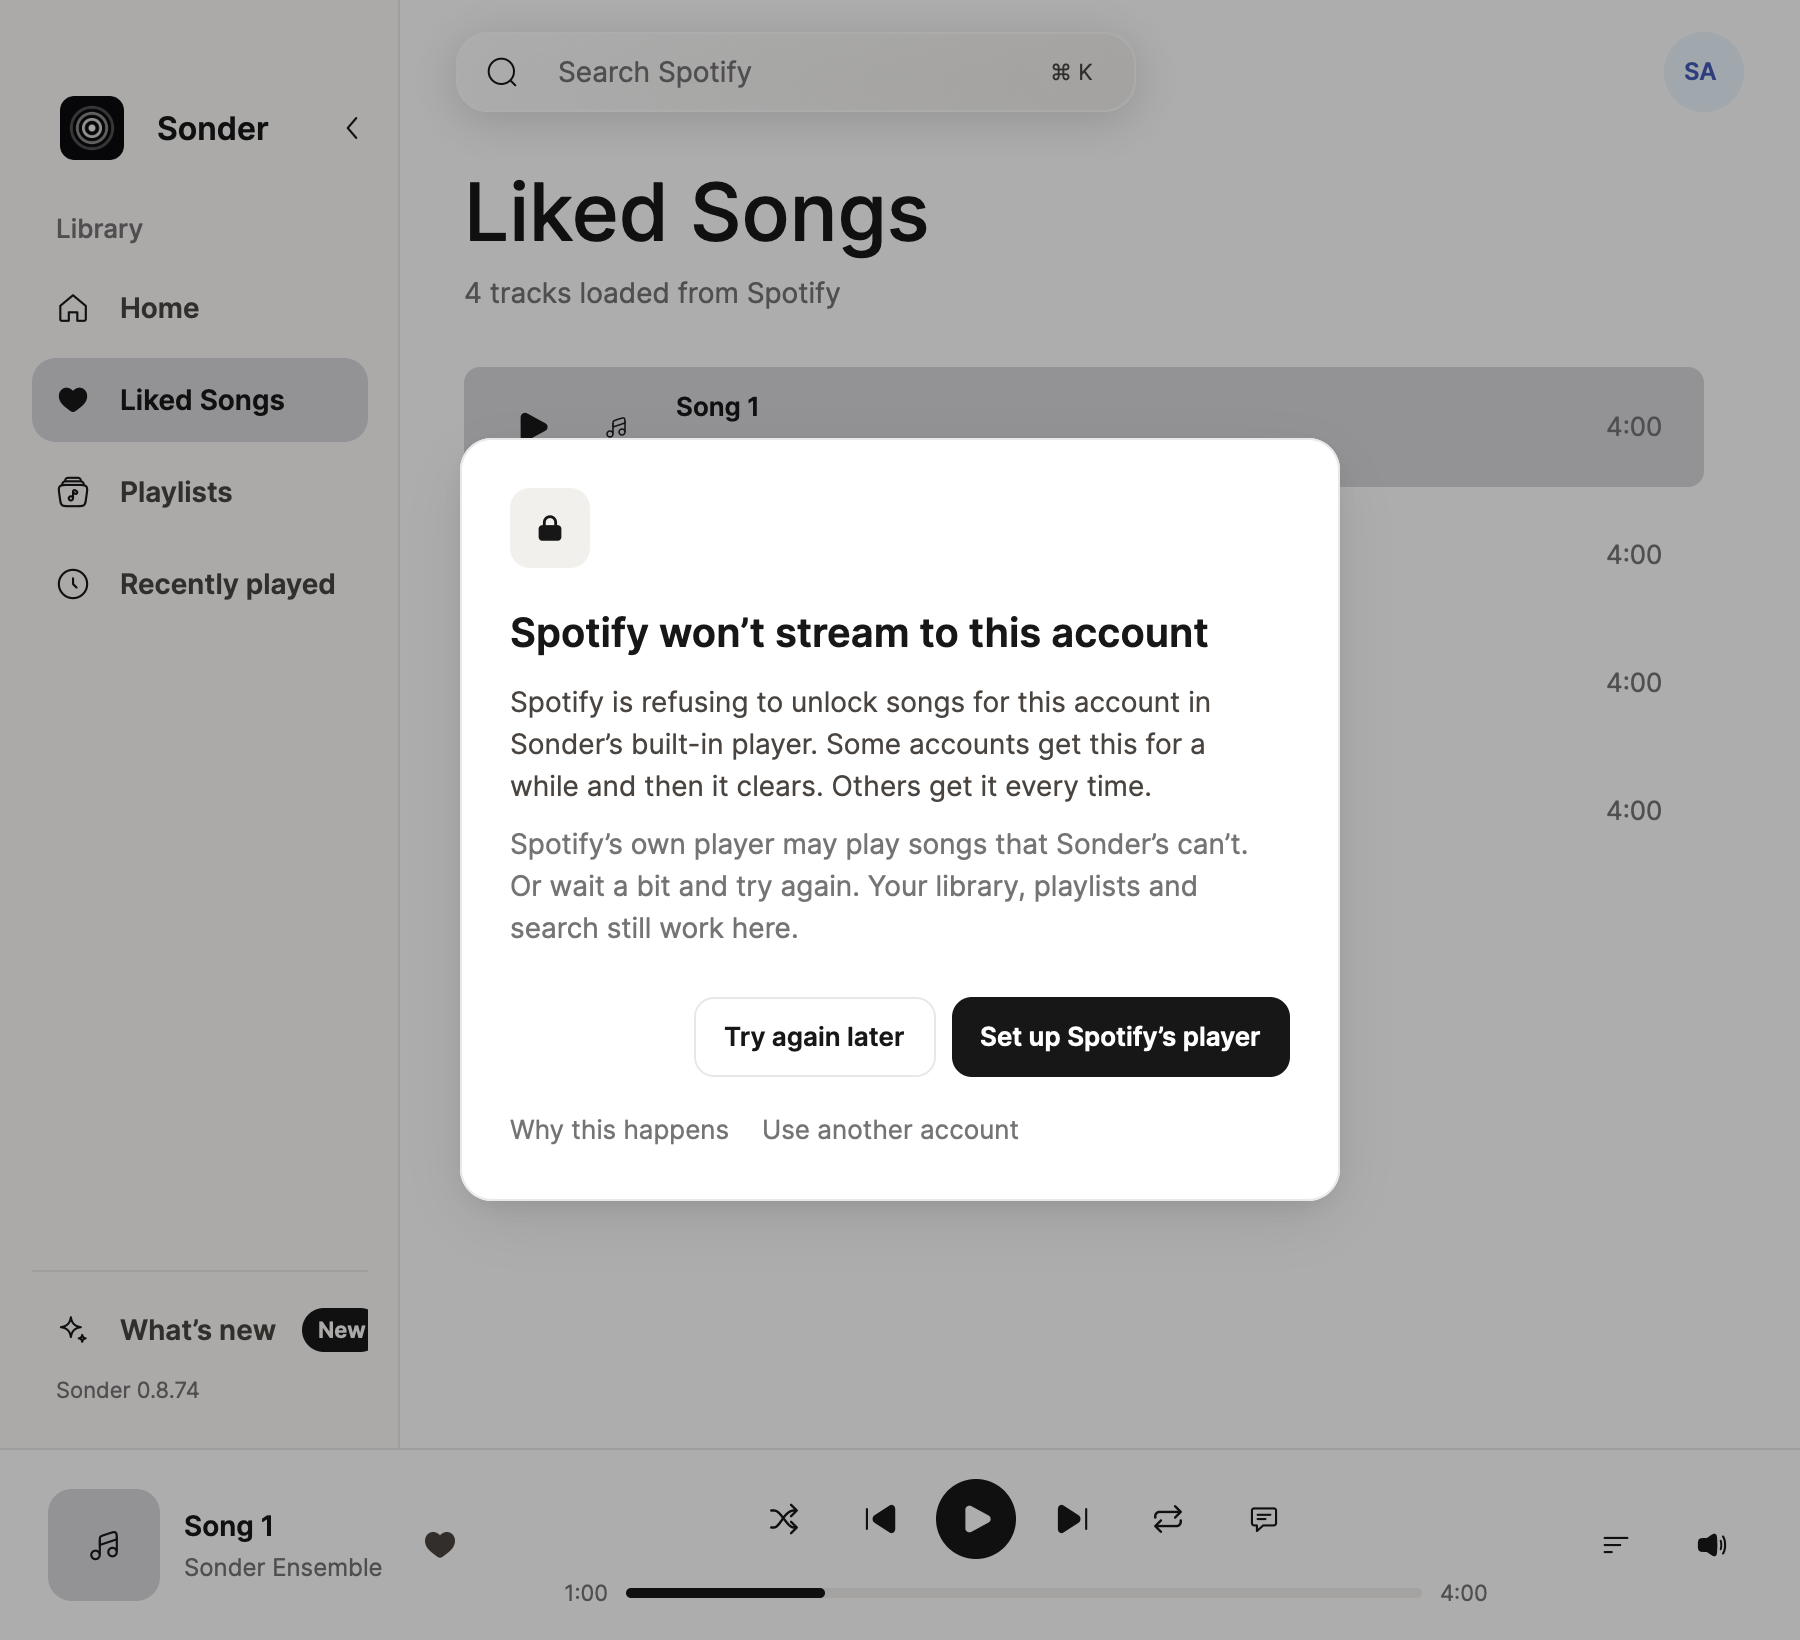 Search Spotify
⌘ K
SA
Sonder
Library
Home
Liked Songs
Playlists
Recently played
What's new
New
Sonder 0.8.74
Liked Songs
4 tracks loaded from Spotify
Song 1
4:00
4:00
4:00
4:00
Spotify won’t stream to this account
Spotify is refusing to unlock songs for this account in
Sonder’s built-in player. Some accounts get this for a
while and then it clears. Others get it every time.
Spotify’s own player may play songs that Sonder’s can’t.
Or wait a bit and try again. Your library, playlists and
search still work here.
Try again later
Set up Spotify’s player
Why this happens
Use another account
Song 1
Sonder Ensemble
1:00
4:00